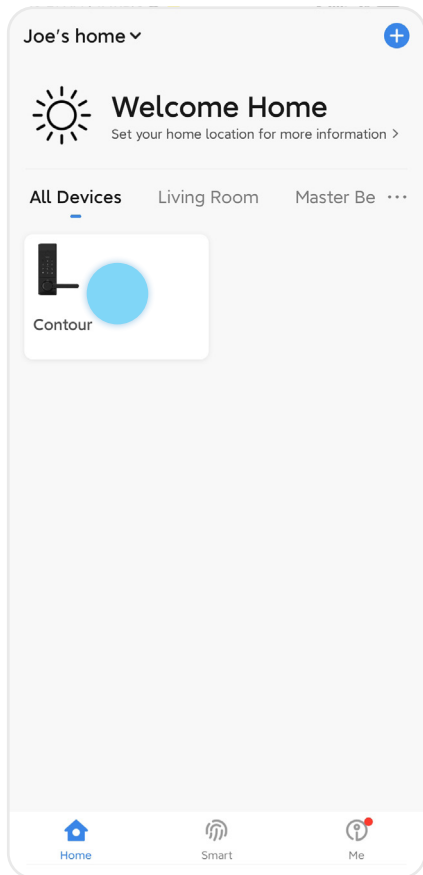 Joe's home
Welcome Home
Set your home location for more information >
All Devices Living Room Master Be ...
Contour
Home Smart Me